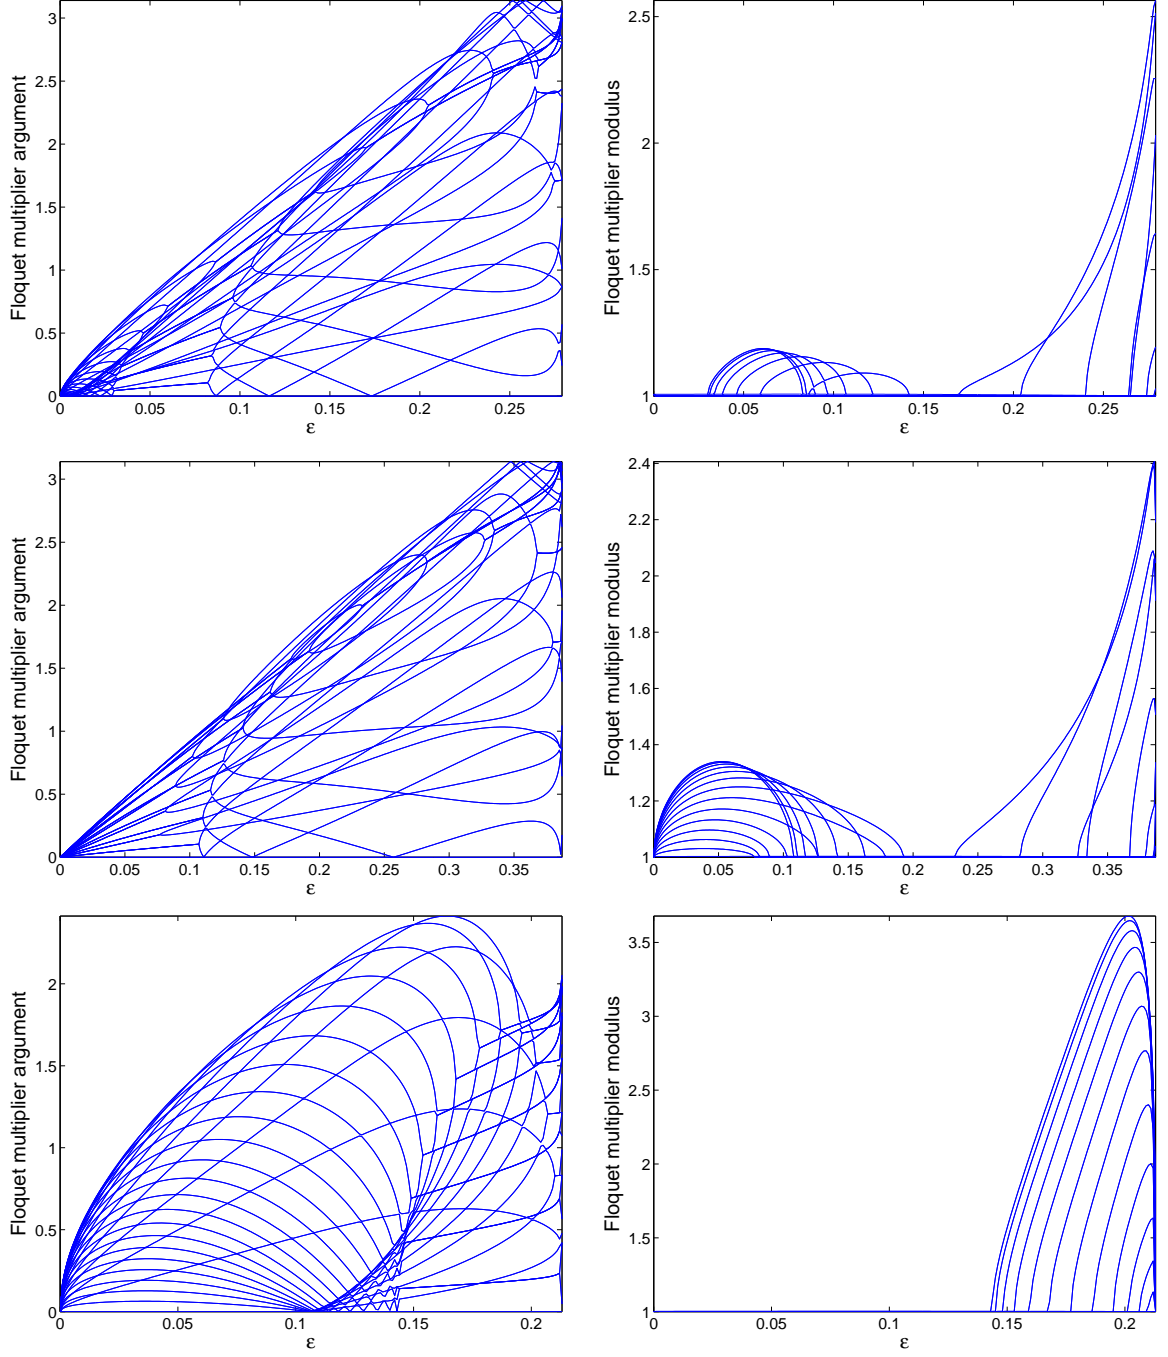 Floquet multiplier argument
3
2.5
2
1.5
1
0.5
0
0 0.05 0.1 0.15 0.2 0.25
ε
Floquet multiplier modulus
2.5
2
1.5
1
0 0.05 0.1 0.15 0.2 0.25
ε
Floquet multiplier argument
3
2.5
2
1.5
1
0.5
0
0 0.05 0.1 0.15 0.2 0.25 0.3 0.35
ε
Floquet multiplier modulus
2.4
2.2
2
1.8
1.6
1.4
1.2
1
0 0.05 0.1 0.15 0.2 0.25 0.3 0.35
ε
Floquet multiplier argument
2
1.5
1
0.5
0
0 0.05 0.1 0.15 0.2
ε
Floquet multiplier modulus
3.5
3
2.5
2
1.5
1
0 0.05 0.1 0.15 0.2
ε